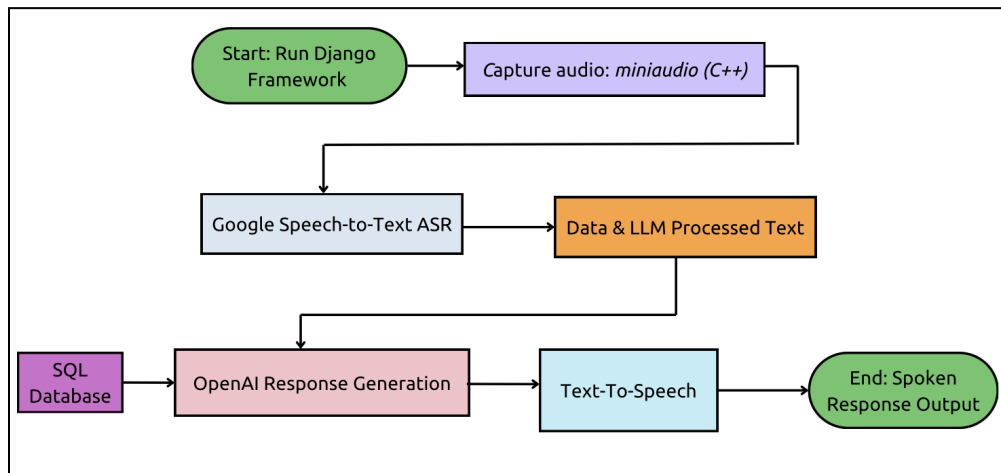 Start: Run Django
Framework
Capture audio: miniaudio (C++)
Google Speech-to-Text ASR
Data & LLM Processed Text
SQL
Database
OpenAI Response Generation
Text-To-Speech
End: Spoken
Response Output